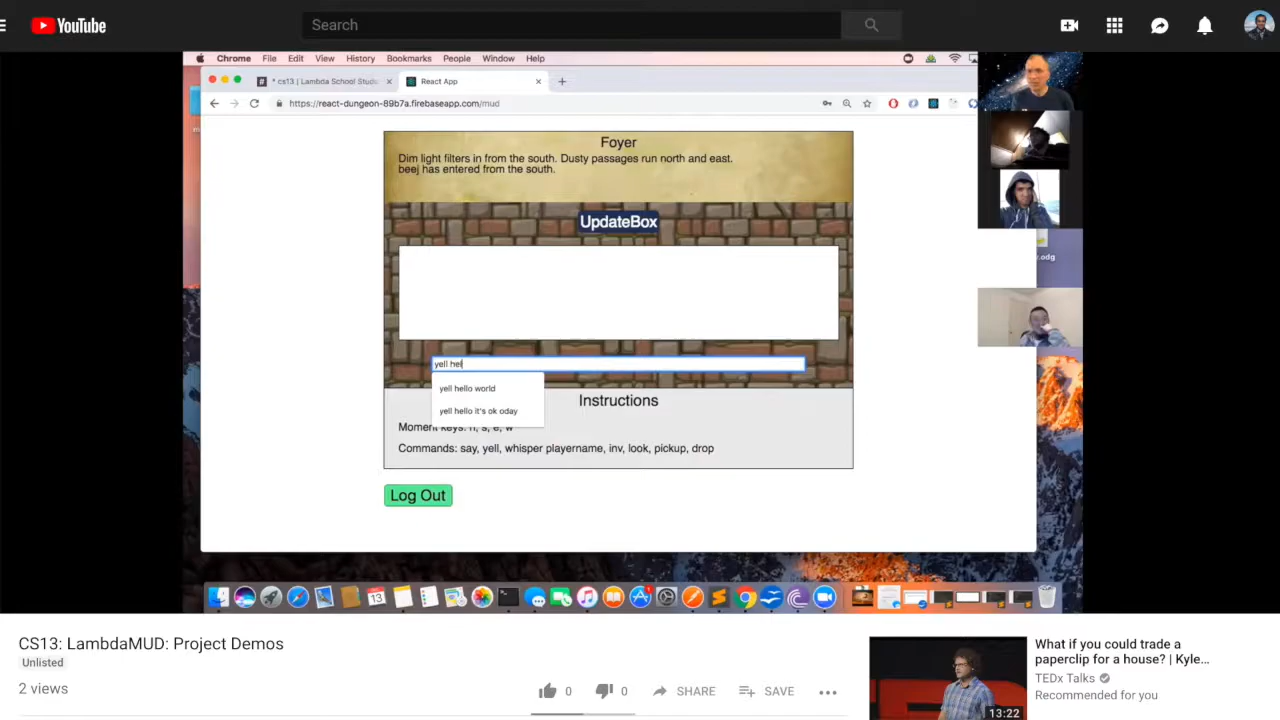 YouTube
Search
Chrome File Edit View History Bookmarks People Window Help
* cs13 | Lambda School Stude
React App
https://react-dungeon-89b7a.firebaseapp.com/mud
Foyer
Dim light filters in from the south. Dusty passages run north and east.
beej has entered from the south.
UpdateBox
.odg
yell hel
yell hello world
yell hello it's ok oday
Instructions
Commands: say, yell, whisper playername, inv, look, pickup, drop
Log Out
13
CS13: LambdaMUD: Project Demos
Unlisted
2 views
0
0
SHARE
SAVE
What if you could trade a
paperclip for a house? | Kyle...
TEDx Talks
Recommended for you
13:22